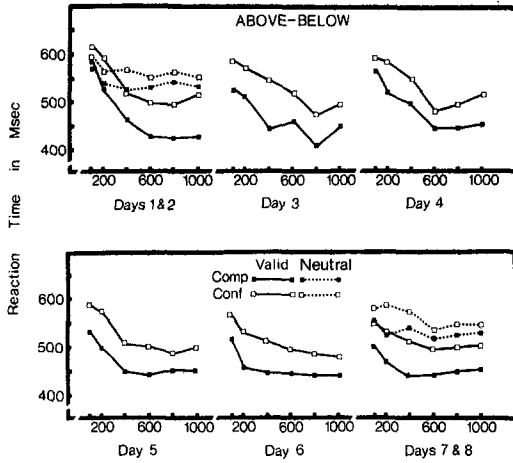 ABOVE-BELOW
600
500
400
200 600 1000
200 600 1000
200 600 1000
Days 1&2
Day 3
Day 4
Reaction Time in Msec
Valid Neutral
Comp
Conf
600
500
400
200 600 1000
200 600 1000
200 600 1000
Day 5
Day 6
Days 7&8